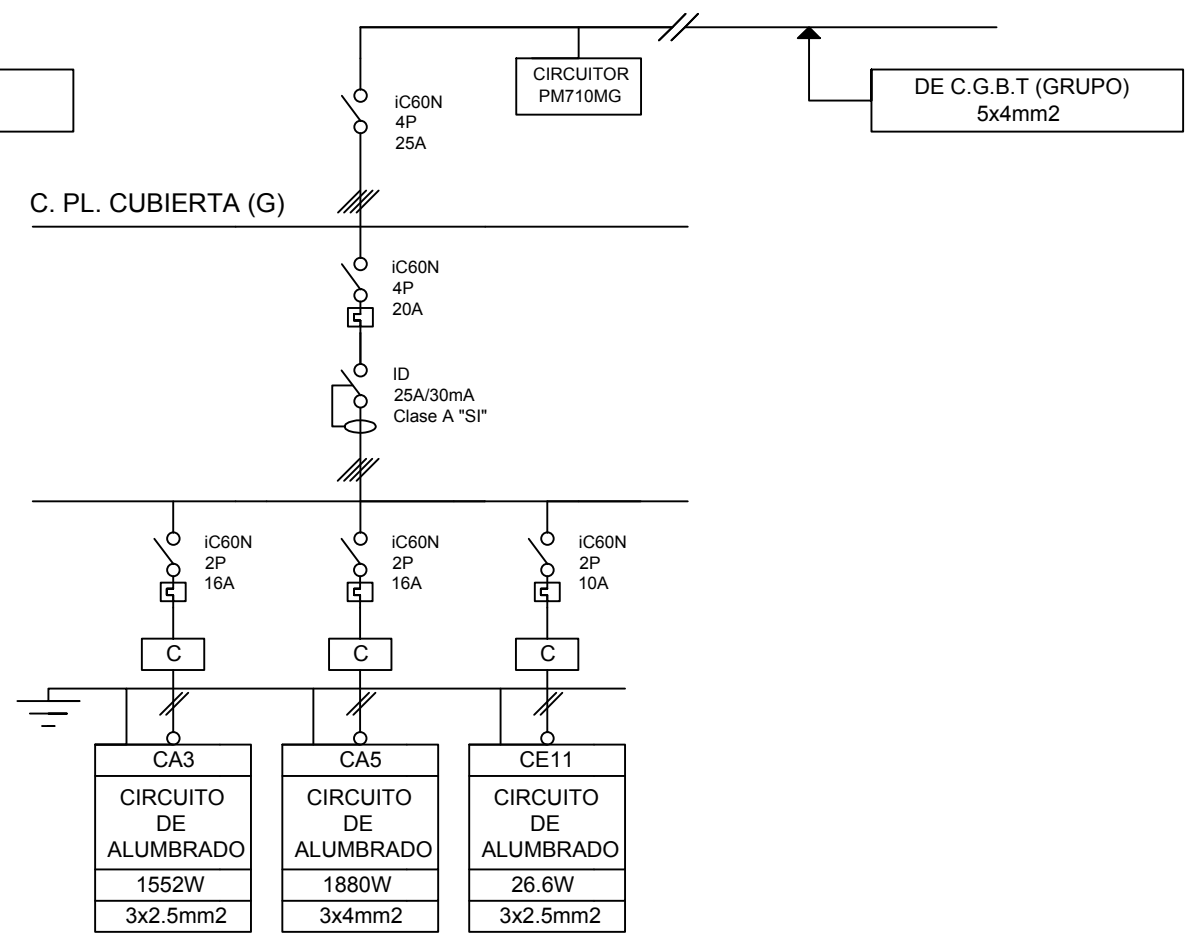 CIRCUITOR
PM710MG
DE C.G.B.T (GRUPO)
5x4mm2
iC60N
4P
25A
C. PL. CUBIERTA (G)
iC60N
4P
20A
ID
25A/30mA
Clase A "SI"
iC60N
2P
16A
iC60N
2P
16A
iC60N
2P
10A
C
C
C
CA3
CIRCUITO
DE
ALUMBRADO
1552W
3x2.5mm2
CA5
CIRCUITO
DE
ALUMBRADO
1880W
3x4mm2
CE11
CIRCUITO
DE
ALUMBRADO
26.6W
3x2.5mm2